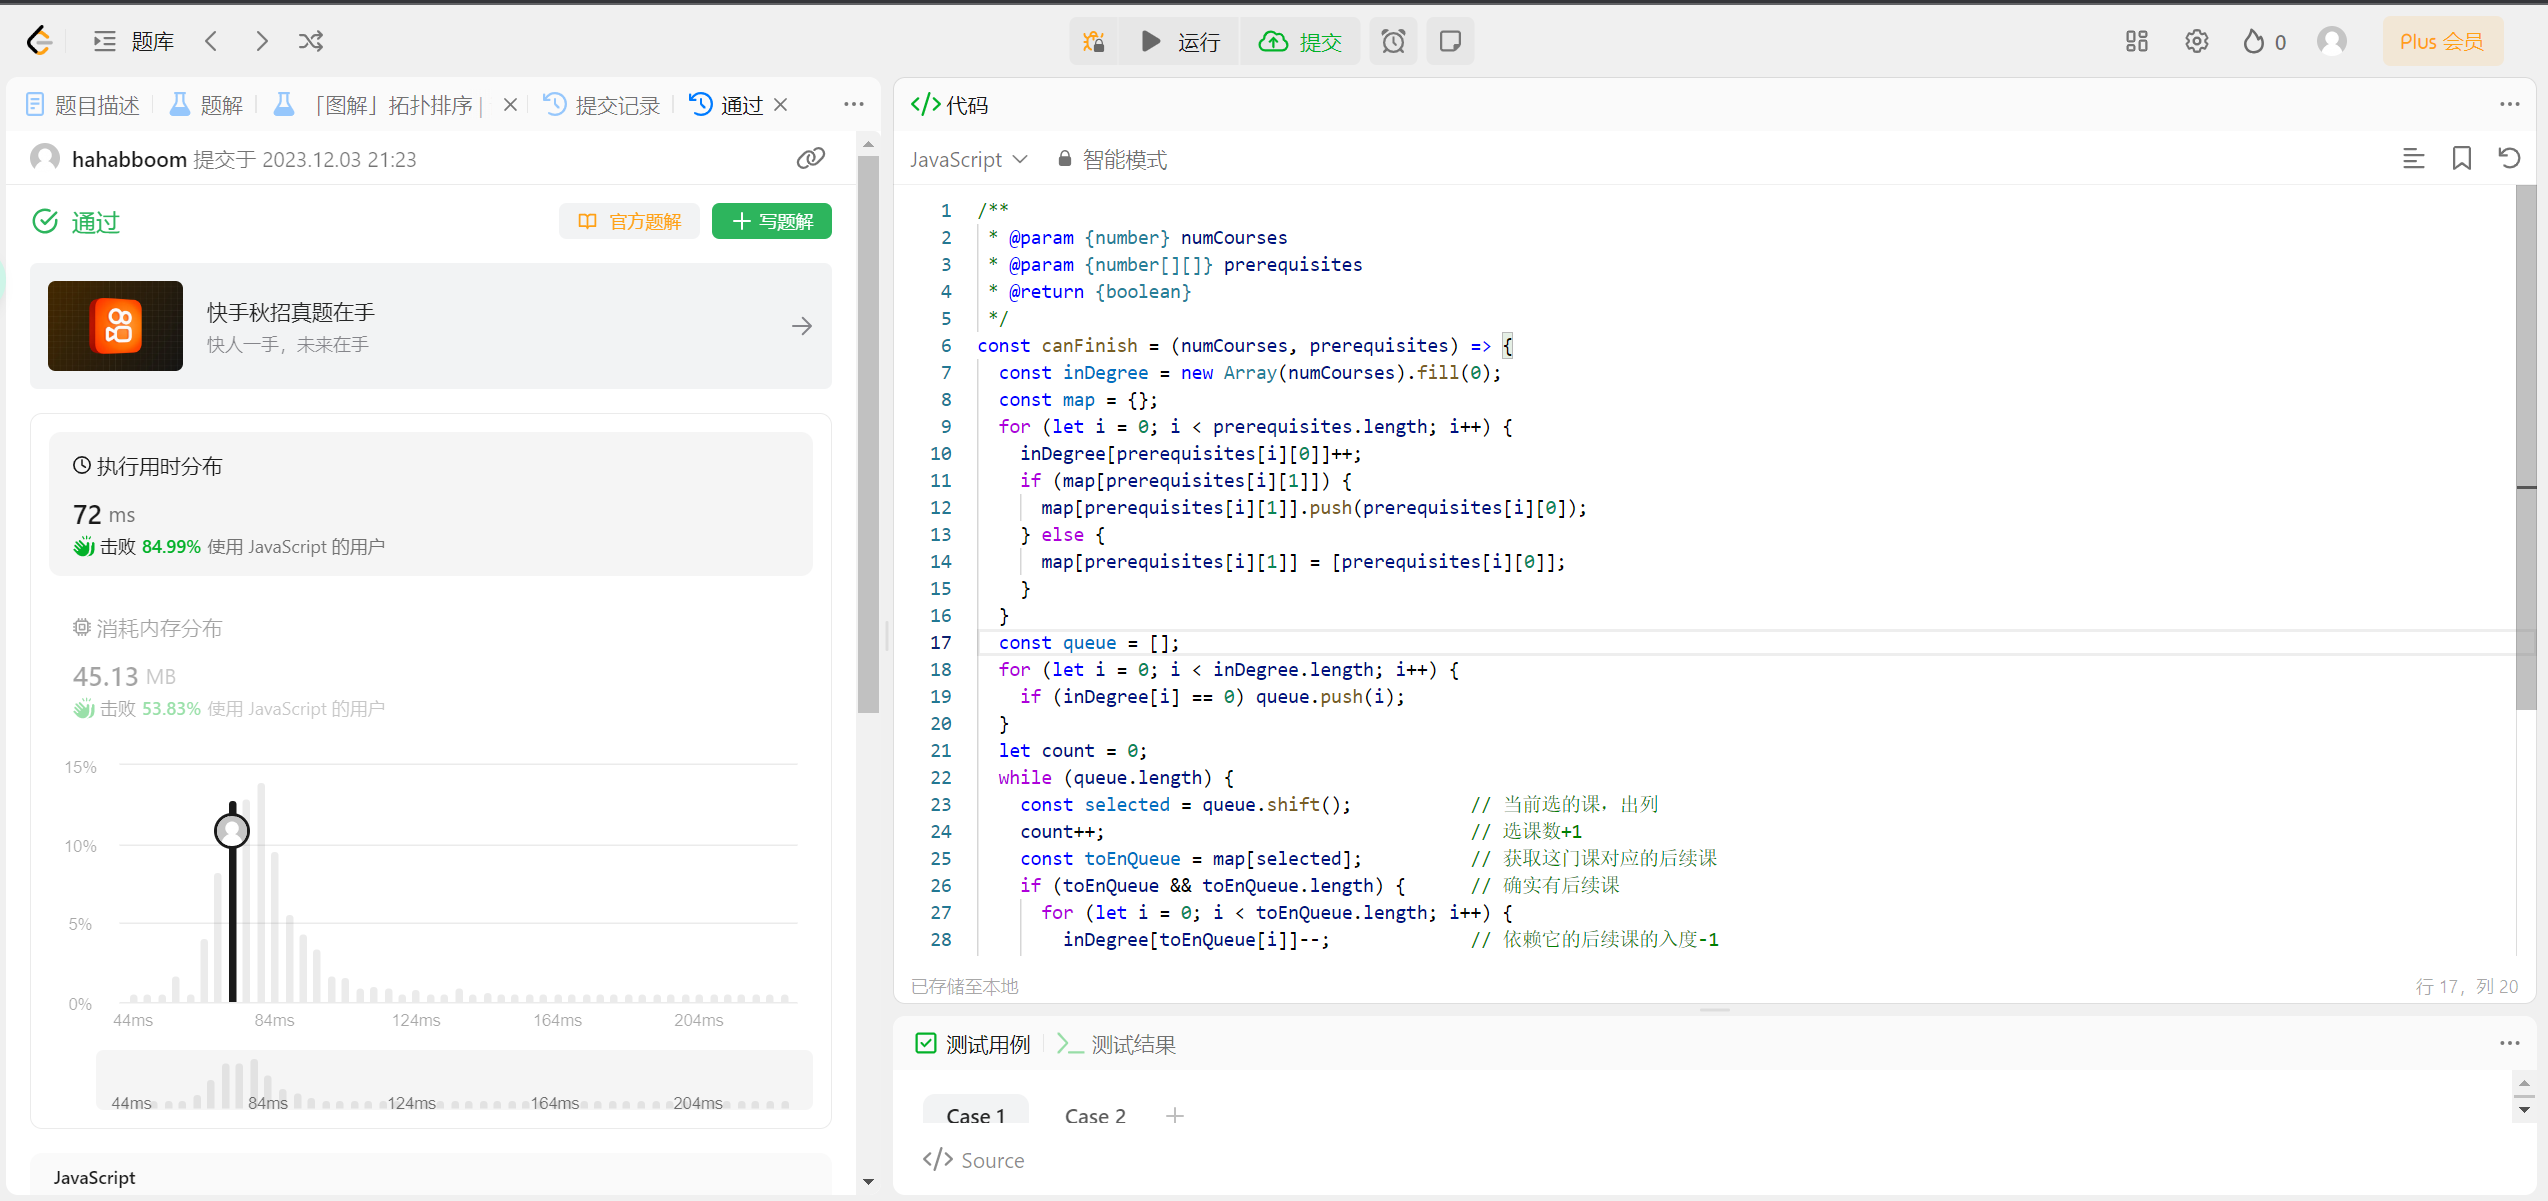 题库
运行
提交
0
Plus 会员
题目描述
题解
「图解」拓扑排序 |
提交记录
通过
hahabboom 提交于 2023.12.03 21:23
通过
官方题解
写题解
快手秋招真题在手
快人一手，未来在手
执行用时分布
72 ms
击败 84.99% 使用 JavaScript 的用户
消耗内存分布
45.13 MB
击败 53.83% 使用 JavaScript 的用户
15%
10%
5%
0%
44ms 84ms 124ms 164ms 204ms
44ms 84ms 124ms 164ms 204ms
JavaScript
</> 代码
JavaScript 智能模式
1 /**
2 * @param {number} numCourses
3 * @param {number[][]} prerequisites
4 * @return {boolean}
5 */
6 const canFinish = (numCourses, prerequisites) => {
7 const inDegree = new Array(numCourses).fill(0);
8 const map = {};
9 for (let i = 0; i < prerequisites.length; i++) {
10 inDegree[prerequisites[i][0]]++;
11 if (map[prerequisites[i][1]]) {
12 map[prerequisites[i][1]].push(prerequisites[i][0]);
13 } else {
14 map[prerequisites[i][1]] = [prerequisites[i][0]];
15 }
16 }
17 const queue = [];
18 for (let i = 0; i < inDegree.length; i++) {
19 if (inDegree[i] == 0) queue.push(i);
20 }
21 let count = 0;
22 while (queue.length) {
23 const selected = queue.shift(); // 当前选的课，出列
24 count++; // 选课数+1
25 const toEnQueue = map[selected]; // 获取这门课对应的后续课
26 if (toEnQueue && toEnQueue.length) { // 确实有后续课
27 for (let i = 0; i < toEnQueue.length; i++) {
28 inDegree[toEnQueue[i]]--; // 依赖它的后续课的入度-1
已存储至本地
行 17，列 20
测试用例
测试结果
Case 1
Case 2
</> Source